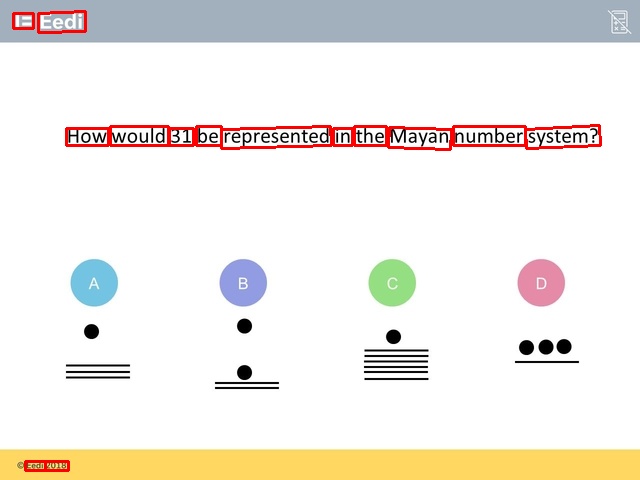 Eedi
How would 31 be represented in the Mayan number system?
A B C D
© Eedi 2018